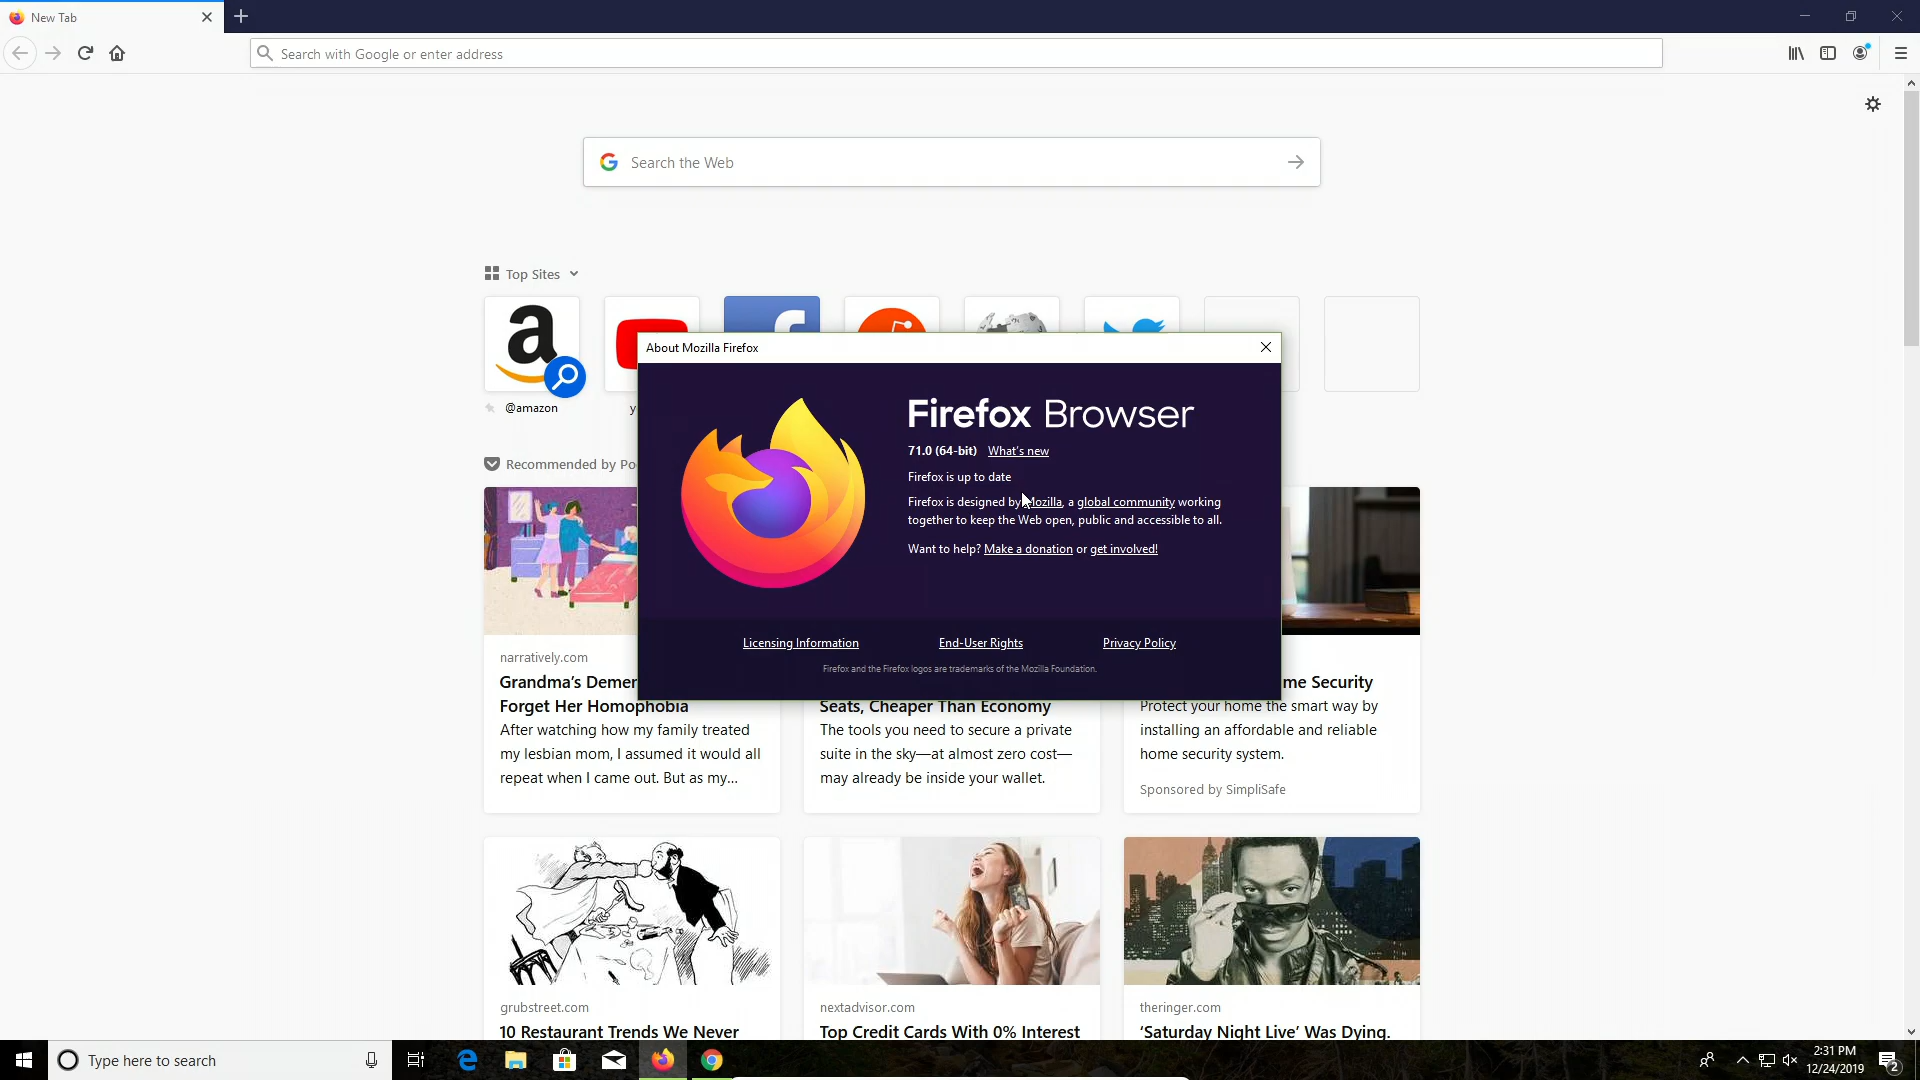 New Tab
Search with Google or enter address
Search the Web
Top Sites
@amazon
About Mozilla Firefox
Firefox Browser
71.0 (64-bit) What's new
Firefox is up to date
Firefox is designed by Mozilla, a global community working
together to keep the Web open, public and accessible to all.
Want to help? Make a donation or get involved!
Licensing Information End-User Rights Privacy Policy
Firefox and the Firefox logos are trademarks of the Mozilla Foundation.
Recommended by
narratively.com
Grandma's
Forget Her Homophobia
After watching how my family treated
my lesbian mom, I assumed it would all
repeat when I came out. But as my...
Seats, Cheaper Than Economy
The tools you need to secure a private
suite in the sky—at almost zero cost—
may already be inside your wallet.
Security
Protect your home the smart way by
installing an affordable and reliable
home security system.
Sponsored by SimpliSafe
grubstreet.com
10 Restaurant Trends We Never
nextadvisor.com
Top Credit Cards With 0% Interest
theringer.com
‘Saturday Night Live’ Was Dying.
Type here to search
2:31 PM
12/24/2019
2